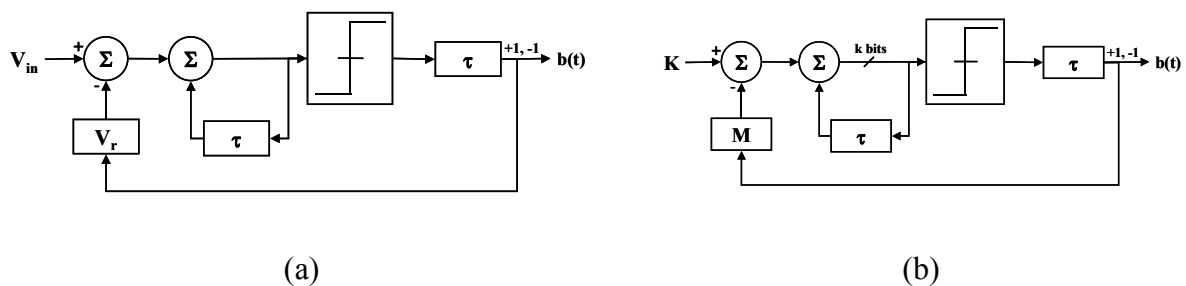 V_in
+
Σ
-
Σ
V_r
τ
τ
+1, -1
b(t)
(a)
K
+
Σ
-
Σ
k bits
M
τ
τ
+1, -1
b(t)
(b)